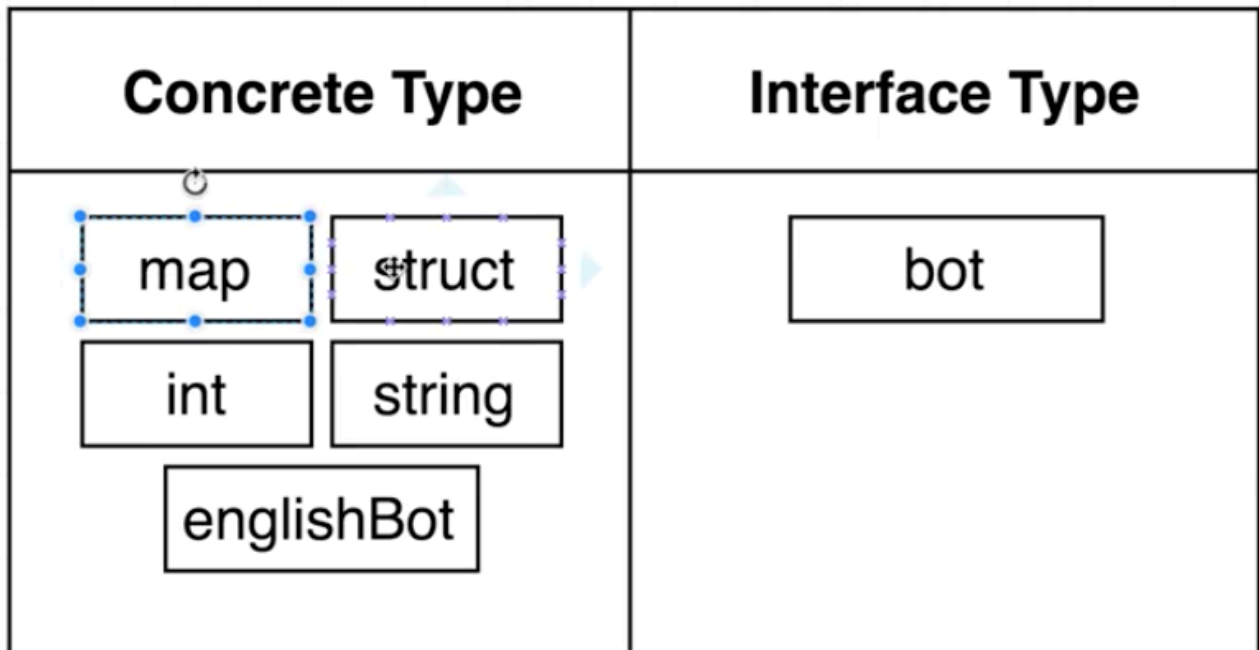 Concrete Type
Interface Type
map
struct
bot
int
string
englishBot